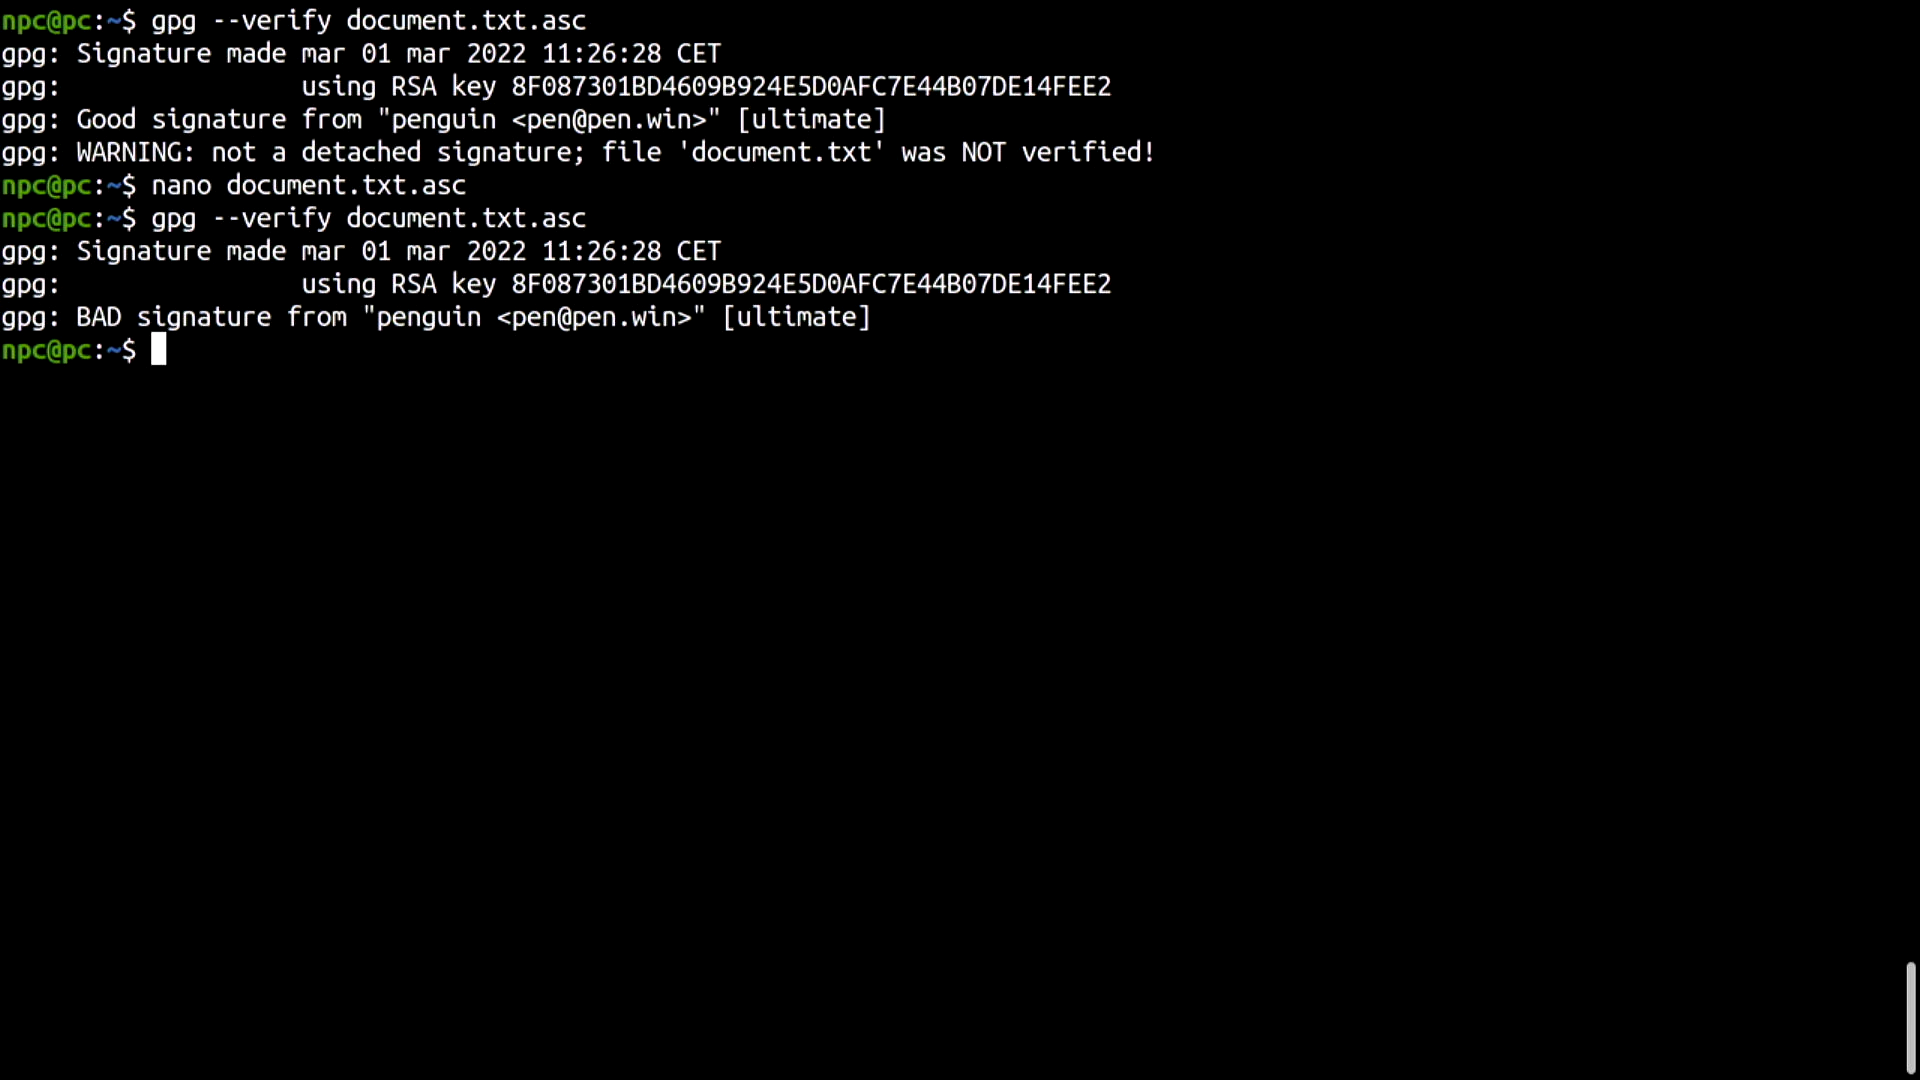 npc@pc:~$ gpg --verify document.txt.asc
gpg: Signature made mar 01 mar 2022 11:26:28 CET
gpg:                using RSA key 8F087301BD4609B924E5D0AFC7E44B07DE14FEE2
gpg: Good signature from "penguin <pen@pen.win>" [ultimate]
gpg: WARNING: not a detached signature; file 'document.txt' was NOT verified!
npc@pc:~$ nano document.txt.asc
npc@pc:~$ gpg --verify document.txt.asc
gpg: Signature made mar 01 mar 2022 11:26:28 CET
gpg:                using RSA key 8F087301BD4609B924E5D0AFC7E44B07DE14FEE2
gpg: BAD signature from "penguin <pen@pen.win>" [ultimate]
npc@pc:~$